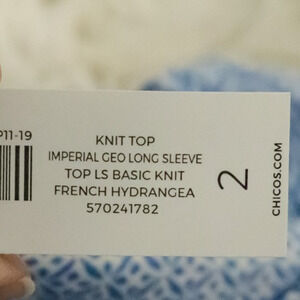 P11-19
KNIT TOP
IMPERIAL GEO LONG SLEEVE
TOP LS BASIC KNIT
FRENCH HYDRANGEA
570241782
2
CHICOS.COM